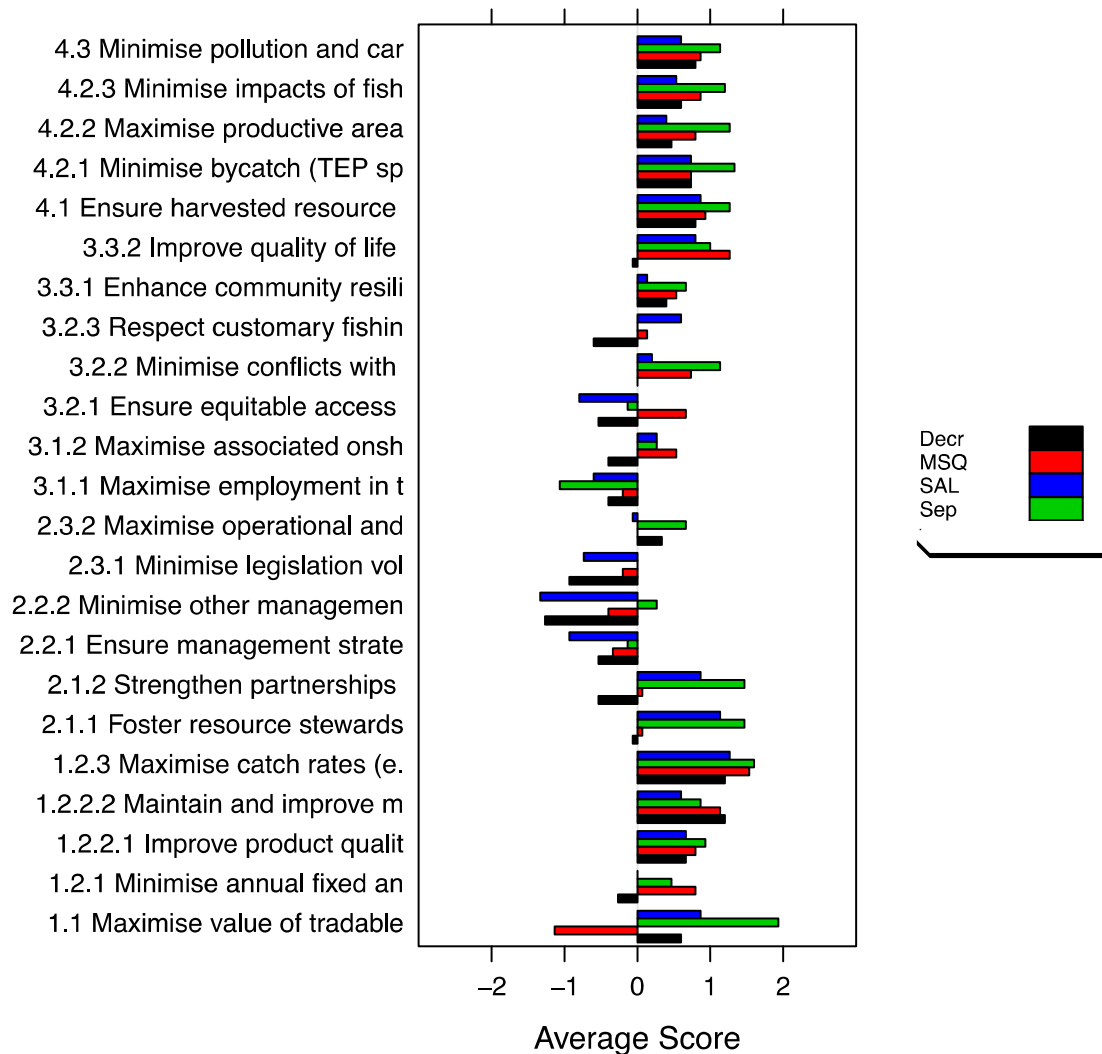 4.3 Minimise pollution and car
4.2.3 Minimise impacts of fish
4.2.2 Maximise productive area
4.2.1 Minimise bycatch (TEP sp
4.1 Ensure harvested resource
3.3.2 Improve quality of life
3.3.1 Enhance community resili
3.2.3 Respect customary fishin
3.2.2 Minimise conflicts with
3.2.1 Ensure equitable access
3.1.2 Maximise associated onsh
3.1.1 Maximise employment in t
2.3.2 Maximise operational and
2.3.1 Minimise legislation vol
2.2.2 Minimise other managemen
2.2.1 Ensure management strate
2.1.2 Strengthen partnerships
2.1.1 Foster resource stewards
1.2.3 Maximise catch rates (e.
1.2.2.2 Maintain and improve m
1.2.2.1 Improve product qualit
1.2.1 Minimise annual fixed an
1.1 Maximise value of tradable
−2 −1 0 1 2
Average Score
Decr
MSQ
SAL
Sep